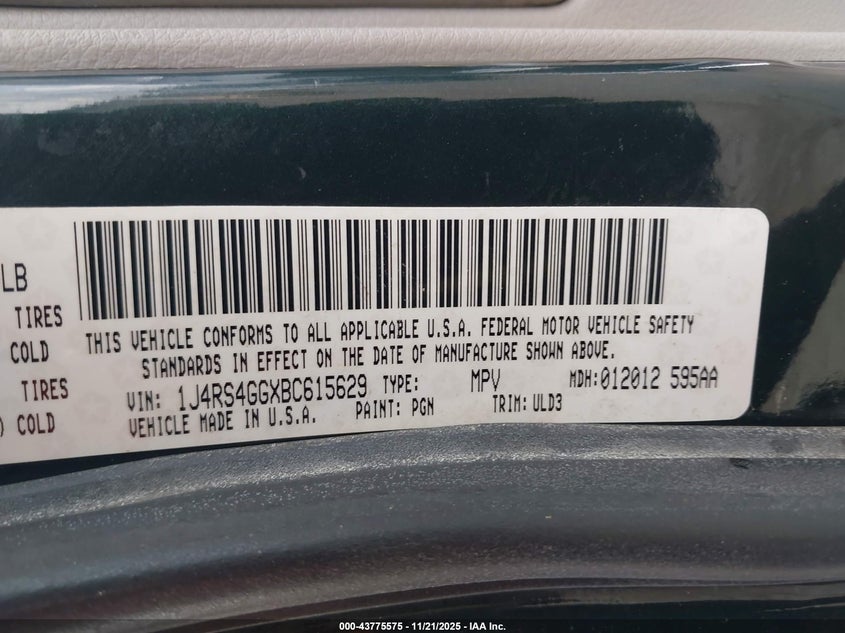 LB
TIRES
COLD
TIRES
) COLD
THIS VEHICLE CONFORMS TO ALL APPLICABLE U.S.A. FEDERAL MOTOR VEHICLE SAFETY
STANDARDS IN EFFECT ON THE DATE OF MANUFACTURE SHOWN ABOVE.
VIN: 1J4RS4GGXBC615629 TYPE: MPV MDH:012012 595AA
VEHICLE MADE IN U.S.A. PAINT: PGN TRIM: ULD3
000-43775575 - 11/21/2025 - IAA Inc.